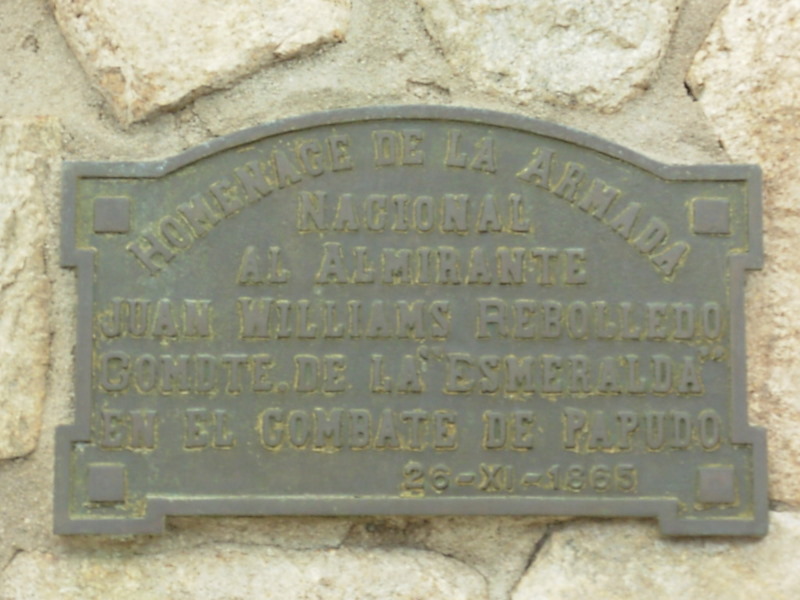 HOMENAGE DE LA ARMADA
NACIONAL
AL ALMIRANTE
JUAN WILLIAMS REBOLLEDO
COMDTE. DE LA "ESMERALDA"
EN EL COMBATE DE PAPUDO
26-XI-1865